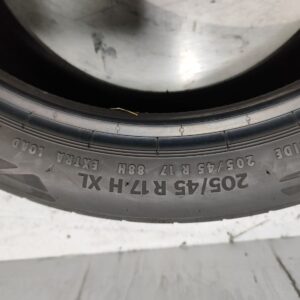 205/45 R 17 H XL
IDE 205/45 R 17 88H EXTRA LOAD